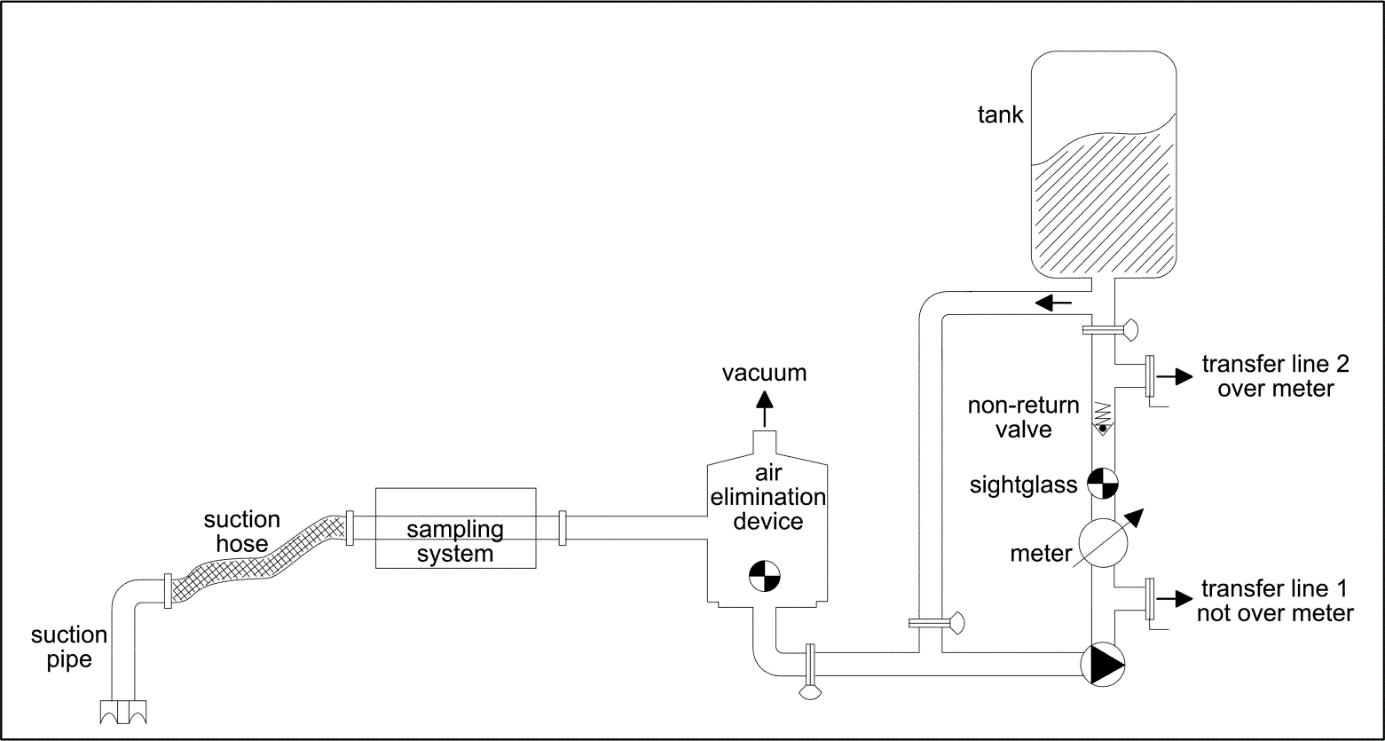 tank
transfer line 2
over meter
vacuum
non-return
valve
air
elimination
device
sightglass
suction
hose
sampling
system
meter
transfer line 1
not over meter
suction
pipe